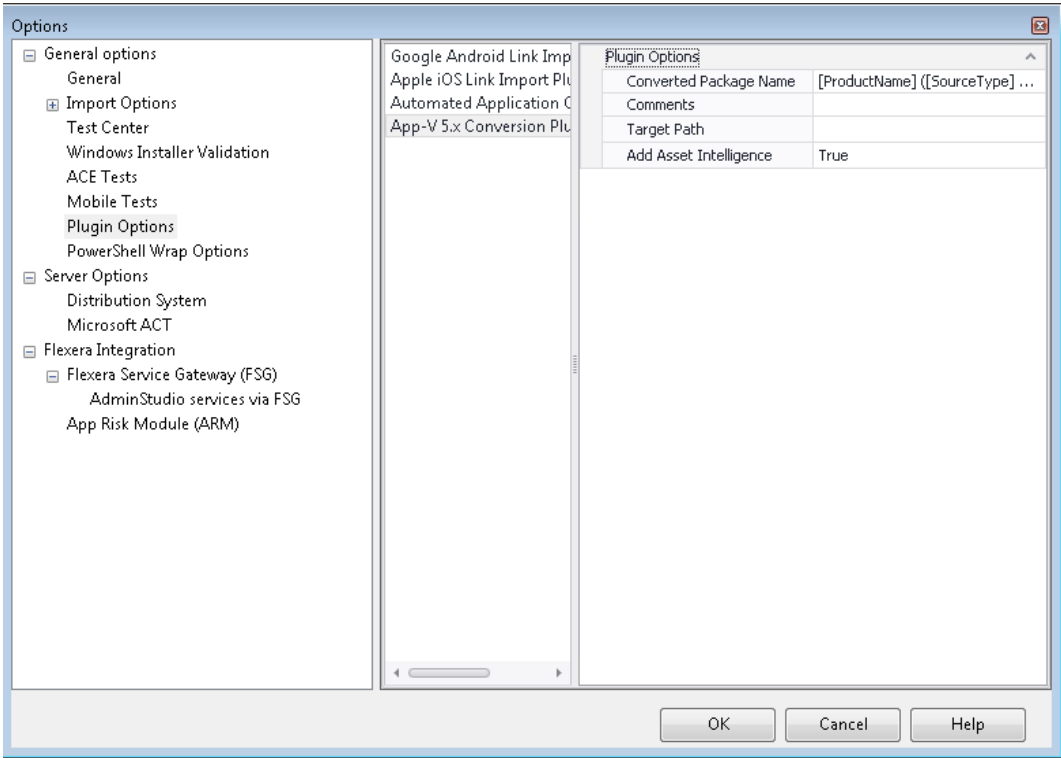 Options
General options
General
Import Options
Test Center
Windows Installer Validation
ACE Tests
Mobile Tests
Plugin Options
PowerShell Wrap Options
Server Options
Distribution System
Microsoft ACT
Flexera Integration
Flexera Service Gateway (FSG)
AdminStudio services via FSG
App Risk Module (ARM)
Google Android Link Imp
Apple iOS Link Import Plu
Automated Application C
App-V 5.x Conversion Plu
Plugin Options
Converted Package Name [ProductName] ([SourceType] ...
Comments
Target Path
Add Asset Intelligence True
OK Cancel Help